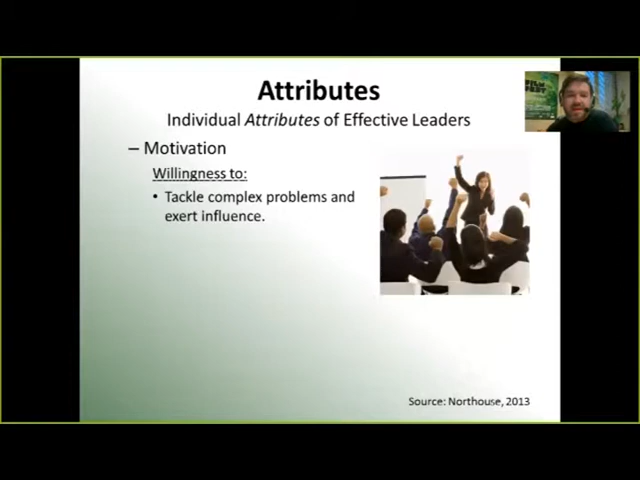 Attributes
Individual Attributes of Effective Leaders
– Motivation
Willingness to:
• Tackle complex problems and
exert influence.
Source: Northouse, 2013